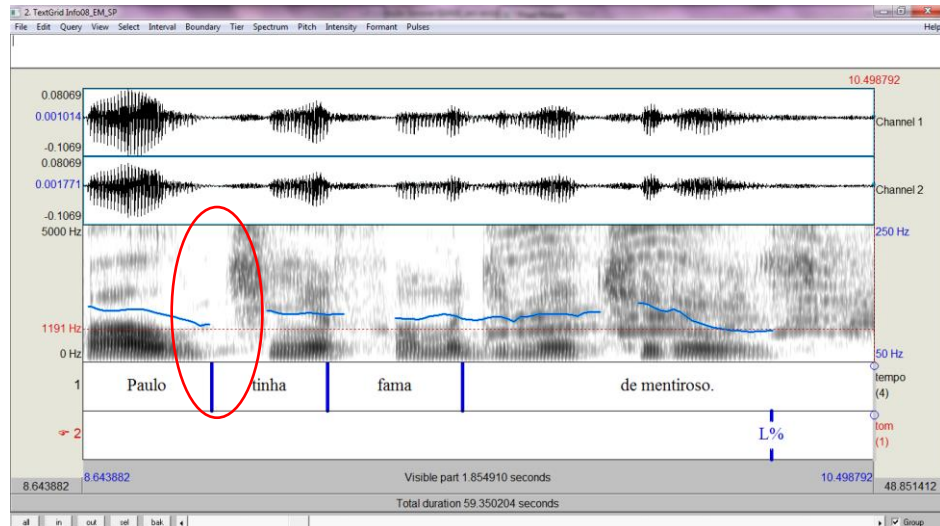 2. TextGrid Info08_EM_SP
File Edit Query View Select Interval Boundary Tier Spectrum Pitch Intensity Formant Pulses Help
10.498792
0.08069
0.001014
-0.1069
Channel 1
0.08069
0.001771
-0.1069
Channel 2
5000 Hz 250 Hz
1191 Hz
0 Hz 50 Hz
1 Paulo tinha fama de mentiroso. tempo
(4)
2 L% tom
(1)
8.643882 8.643882 Visible part 1.854910 seconds 10.498792 48.851412
Total duration 59.350204 seconds
all in out sel bak Group